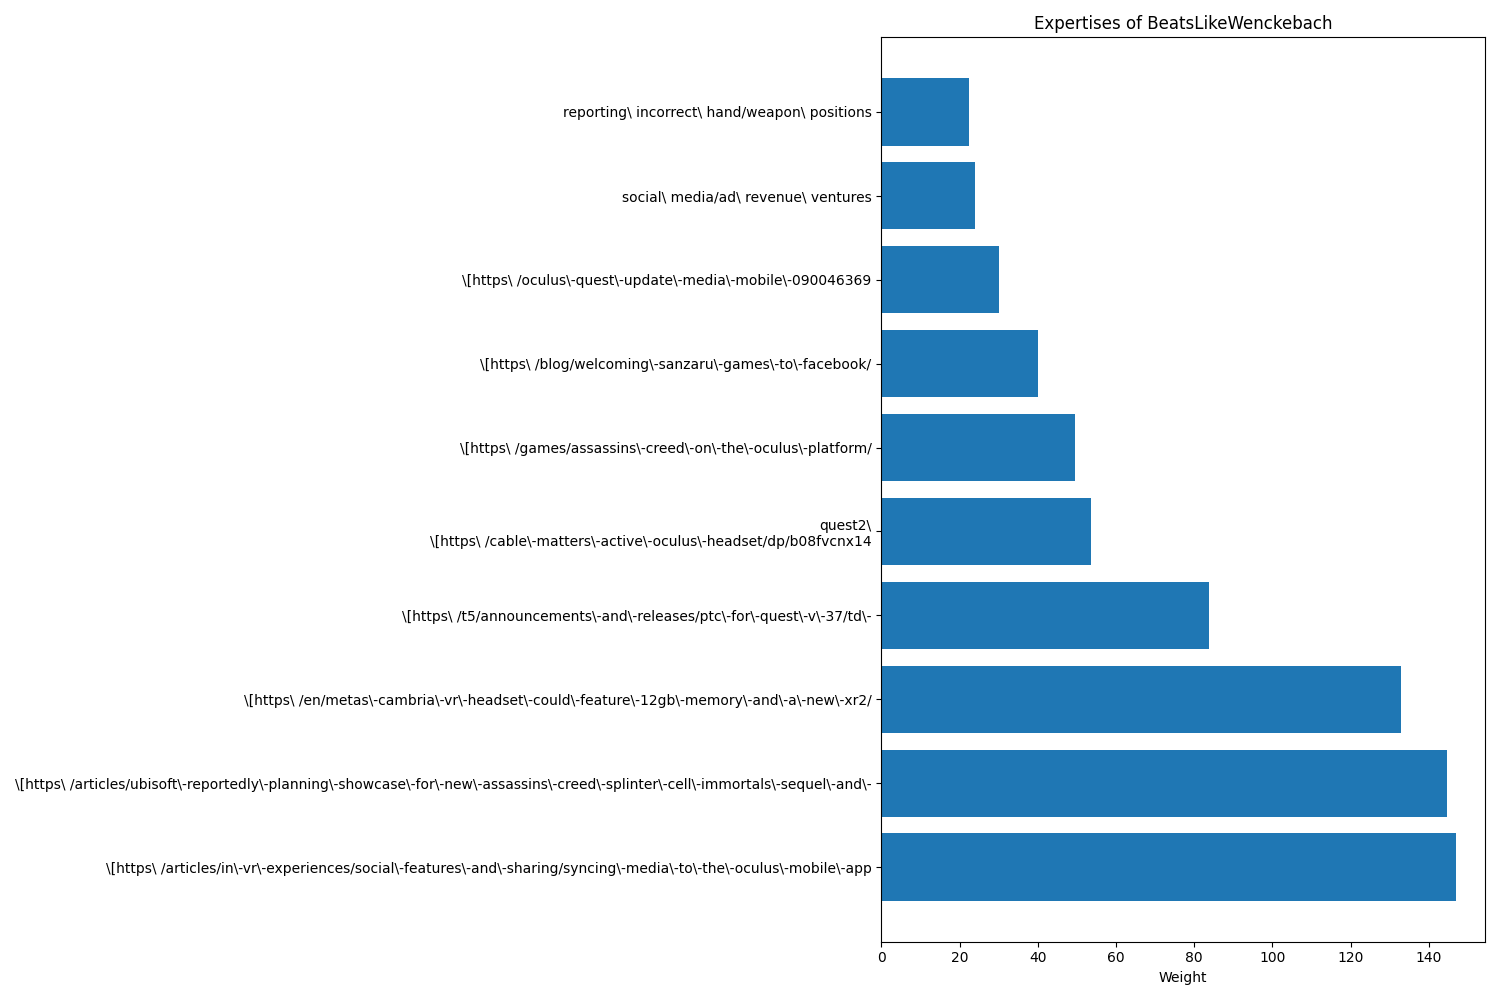 Expertises of BeatsLikeWenckebach
reporting\ incorrect\ hand/weapon\ positions
social\ media/ad\ revenue\ ventures
\[https\ /oculus\-quest\-update\-media\-mobile\-090046369
\[https\ /blog/welcoming\-sanzaru\-games\-to\-facebook/
\[https\ /games/assassins\-creed\-on\-the\-oculus\-platform/
quest2\
\[https\ /cable\-matters\-active\-oculus\-headset/dp/b08fvcnx14
\[https\ /t5/announcements\-and\-releases/ptc\-for\-quest\-v\-37/td\-
\[https\ /en/metas\-cambria\-vr\-headset\-could\-feature\-12gb\-memory\-and\-a\-new\-xr2/
\[https\ /articles/ubisoft\-reportedly\-planning\-showcase\-for\-new\-assassins\-creed\-splinter\-cell\-immortals\-sequel\-and\-
\[https\ /articles/in\-vr\-experiences/social\-features\-and\-sharing/syncing\-media\-to\-the\-oculus\-mobile\-app
0 20 40 60 80 100 120 140
Weight